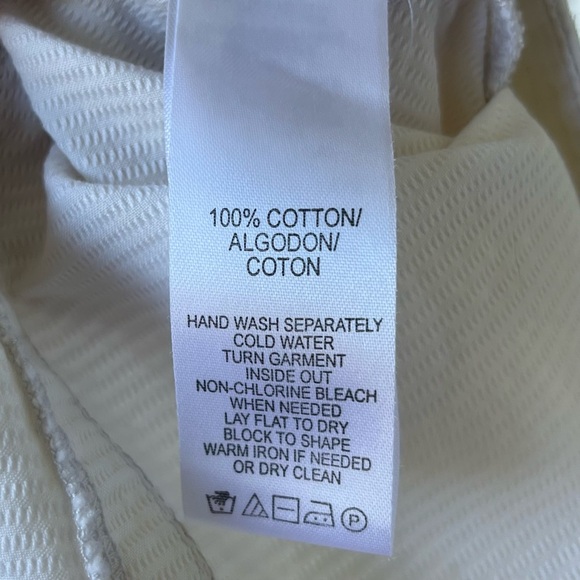 100% COTTON/
ALGODON/
COTON
HAND WASH SEPARATELY
COLD WATER
TURN GARMENT
INSIDE OUT
NON-CHLORINE BLEACH
WHEN NEEDED
LAY FLAT TO DRY
BLOCK TO SHAPE
WARM IRON IF NEEDED
OR DRY CLEAN
P